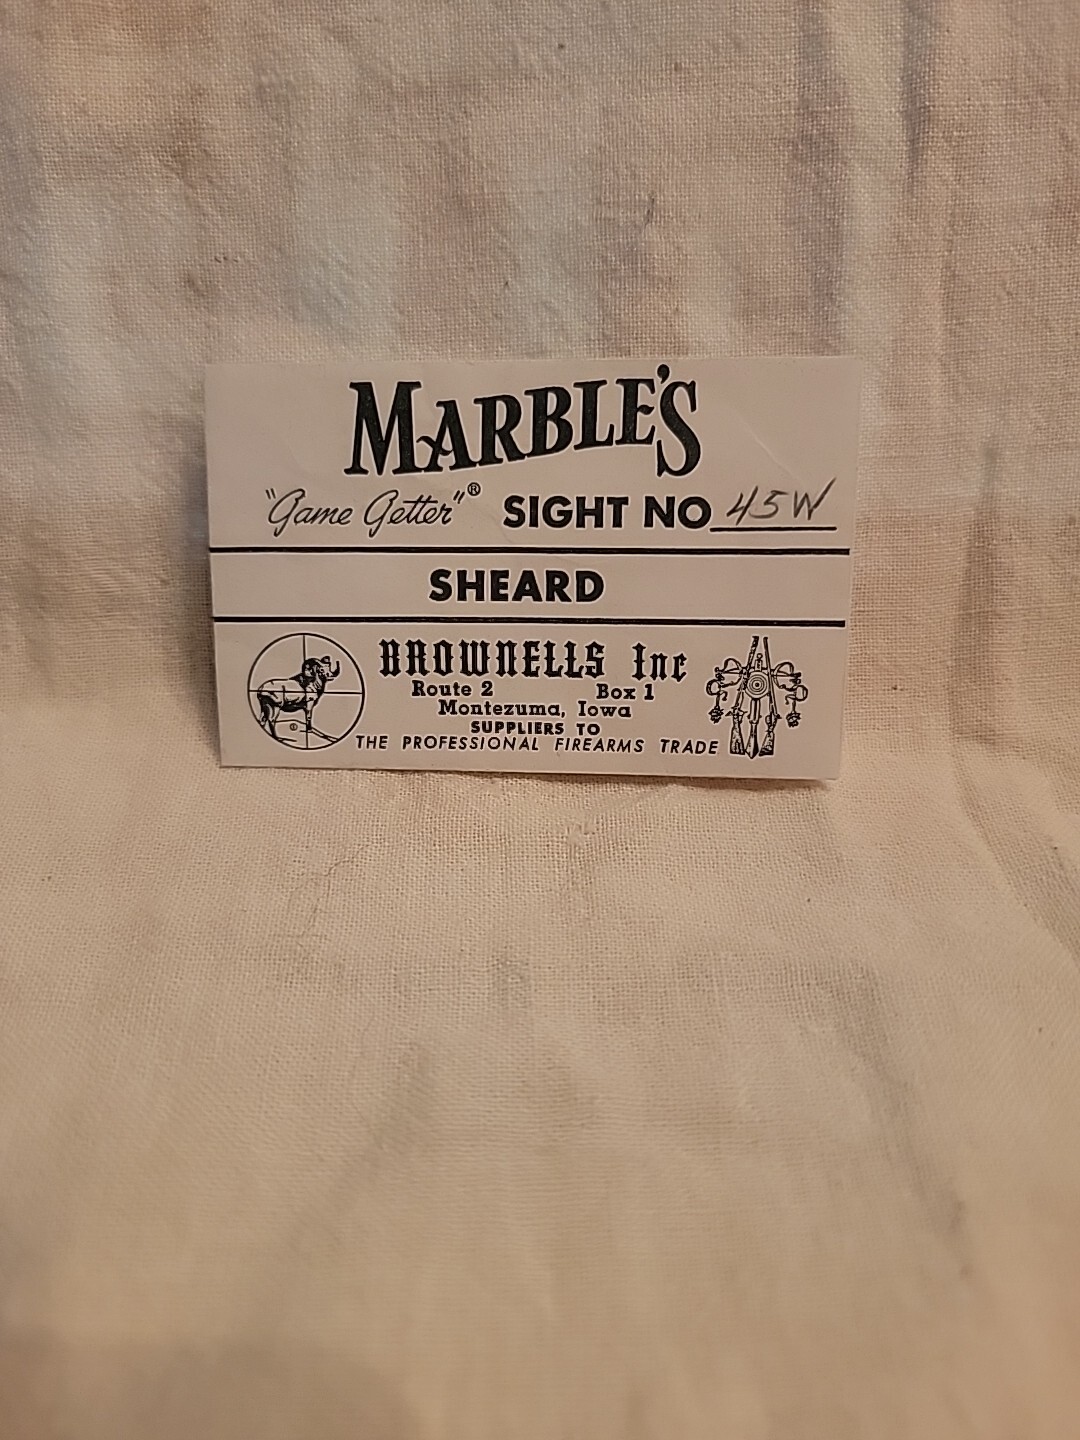 MARBLE'S
"Game Getter"® SIGHT NO 45W
SHEARD
BROWNELLS Inc
Route 2 Box 1
Montezuma, Iowa
SUPPLIERS TO
THE PROFESSIONAL FIREARMS TRADE
®